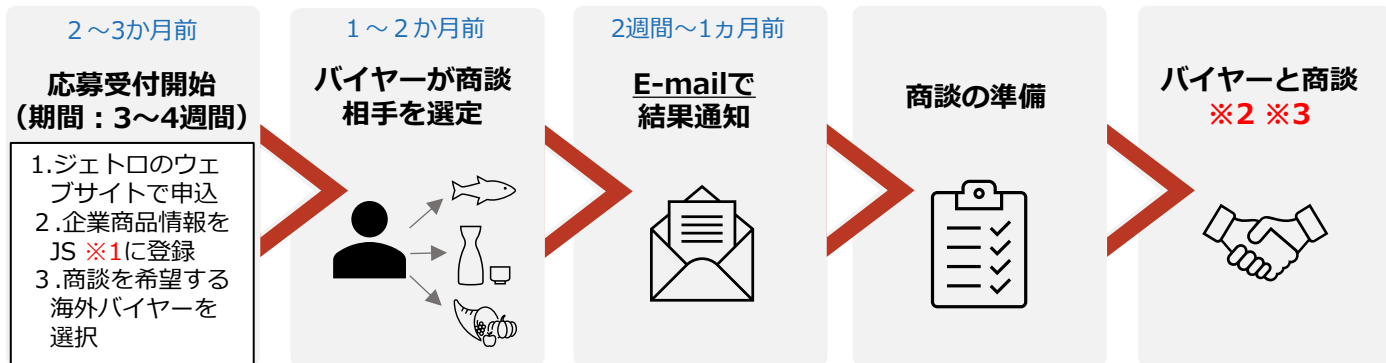 ２～3か月前
応募受付開始
（期間：3～4週間）
1.ジェトロのウェ
ブサイトで申込
２.企業商品情報を
JS ※1に登録
３.商談を希望する
海外バイヤーを
選択
１～２か月前
バイヤーが商談
相手を選定
2週間～1ヵ月前
E-mailで
結果通知
商談の準備
バイヤーと商談
※2 ※3